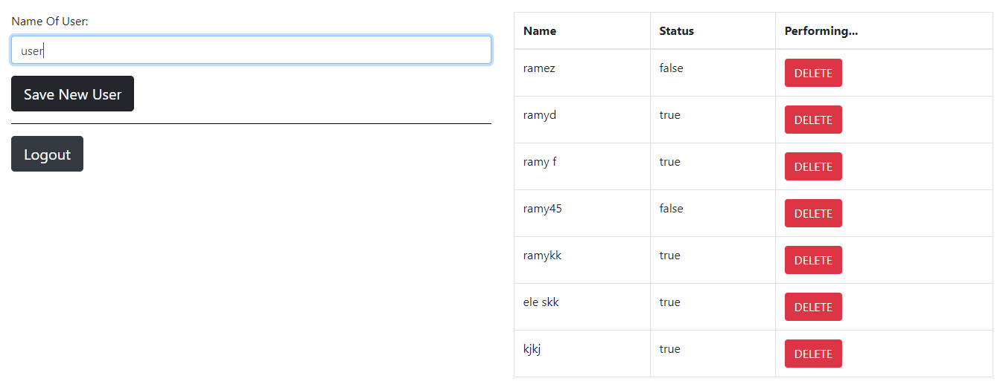 Name Of User:
user
Save New User
Logout
Name Status Performing...
ramez false DELETE
ramyd true DELETE
ramy f true DELETE
ramy45 false DELETE
ramykk true DELETE
ele skk true DELETE
kjkj true DELETE